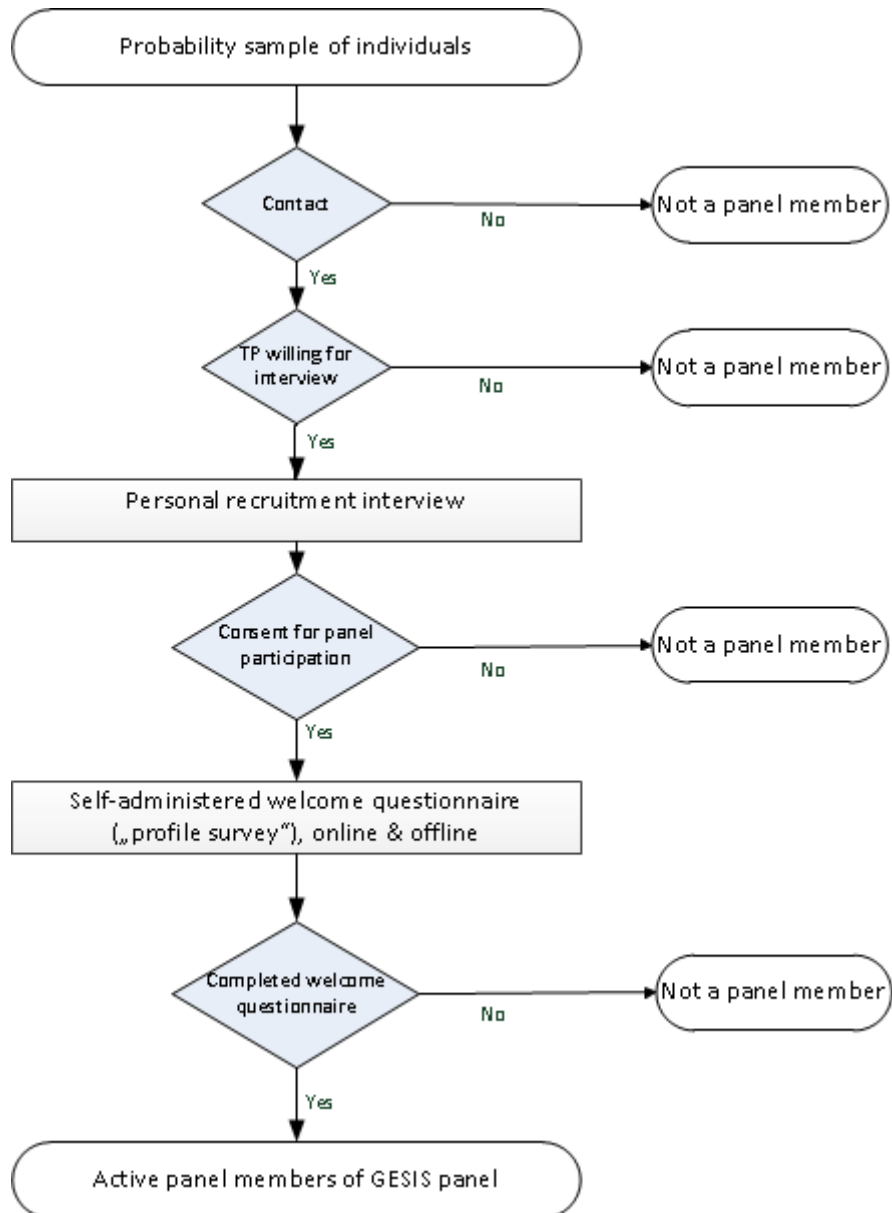 Probability sample of individuals
Contact
No
Not a panel member
Yes
TP willing for
interview
No
Not a panel member
Yes
Personal recruitment interview
Consent for panel
participation
No
Not a panel member
Yes
Self-administered welcome questionnaire
(„profile survey“), online & offline
Completed welcome
questionnaire
No
Not a panel member
Yes
Active panel members of GESIS panel